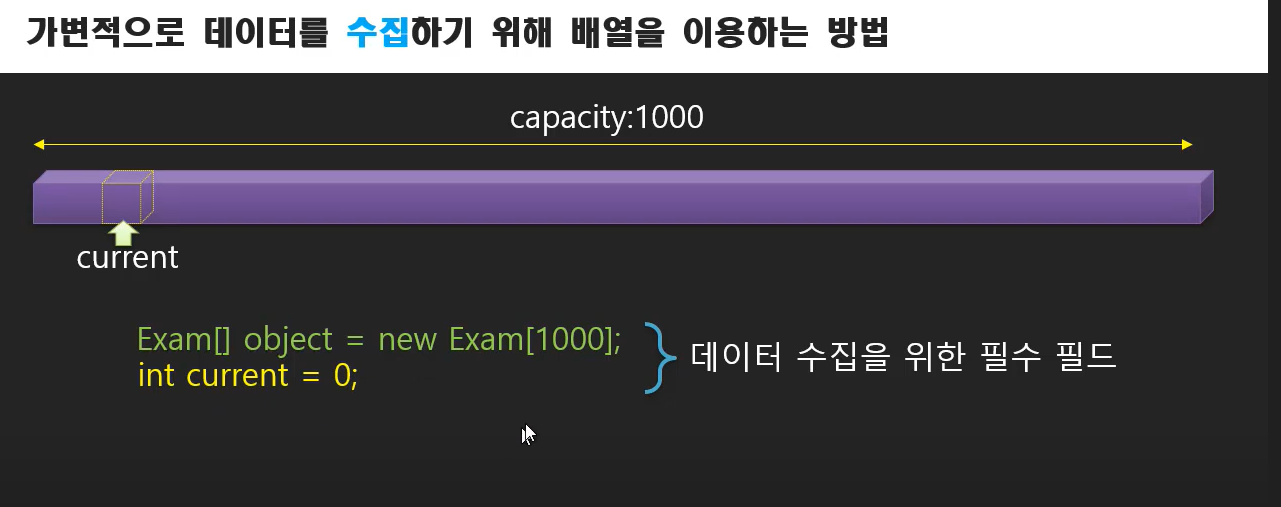 가변적으로 데이터를 수집하기 위해 배열을 이용하는 방법
capacity:1000
current
Exam[] object = new Exam[1000];
int current = 0;
데이터 수집을 위한 필수 필드